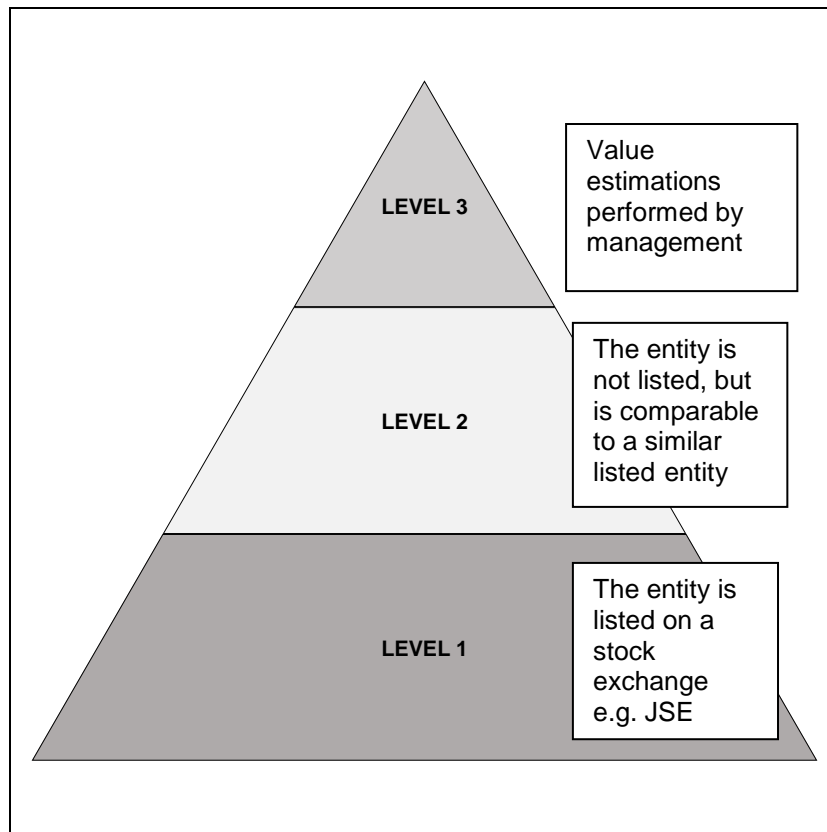 LEVEL 3
Value
estimations
performed by
management
LEVEL 2
The entity is
not listed, but
is comparable
to a similar
listed entity
LEVEL 1
The entity is
listed on a
stock
exchange
e.g. JSE